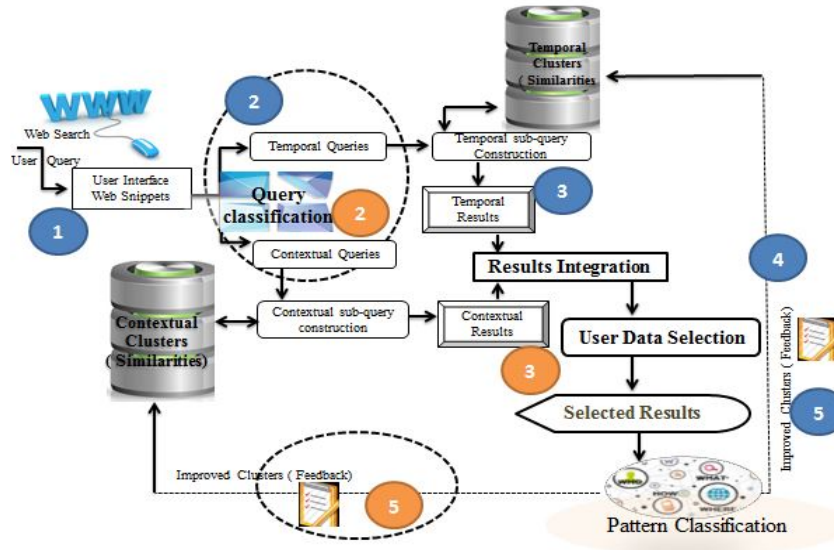 WWW
Web Search
User Query
User Interface
Web Snippets
1
2
Temporal Queries
Query
classification
2
Contextual Queries
Temporal
Clusters
( Similarities
Temporal sub-query
Construction
3
Temporal
Results
Results Integration
Contextual
Clusters
( Similarities)
Contextual sub-query
construction
Contextual
Results
3
User Data Selection
Selected Results
4
Improved Clusters ( Feedback)
5
Improved Clusters ( Feedback)
5
WHO
WHAT
HOW
WHERE
Pattern Classification